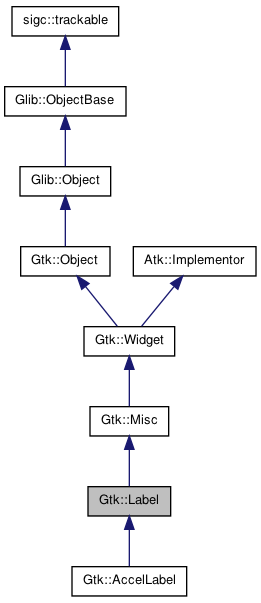 sigc::trackable
Glib::ObjectBase
Glib::Object
Gtk::Object
Atk::Implementor
Gtk::Widget
Gtk::Misc
Gtk::Label
Gtk::AccelLabel